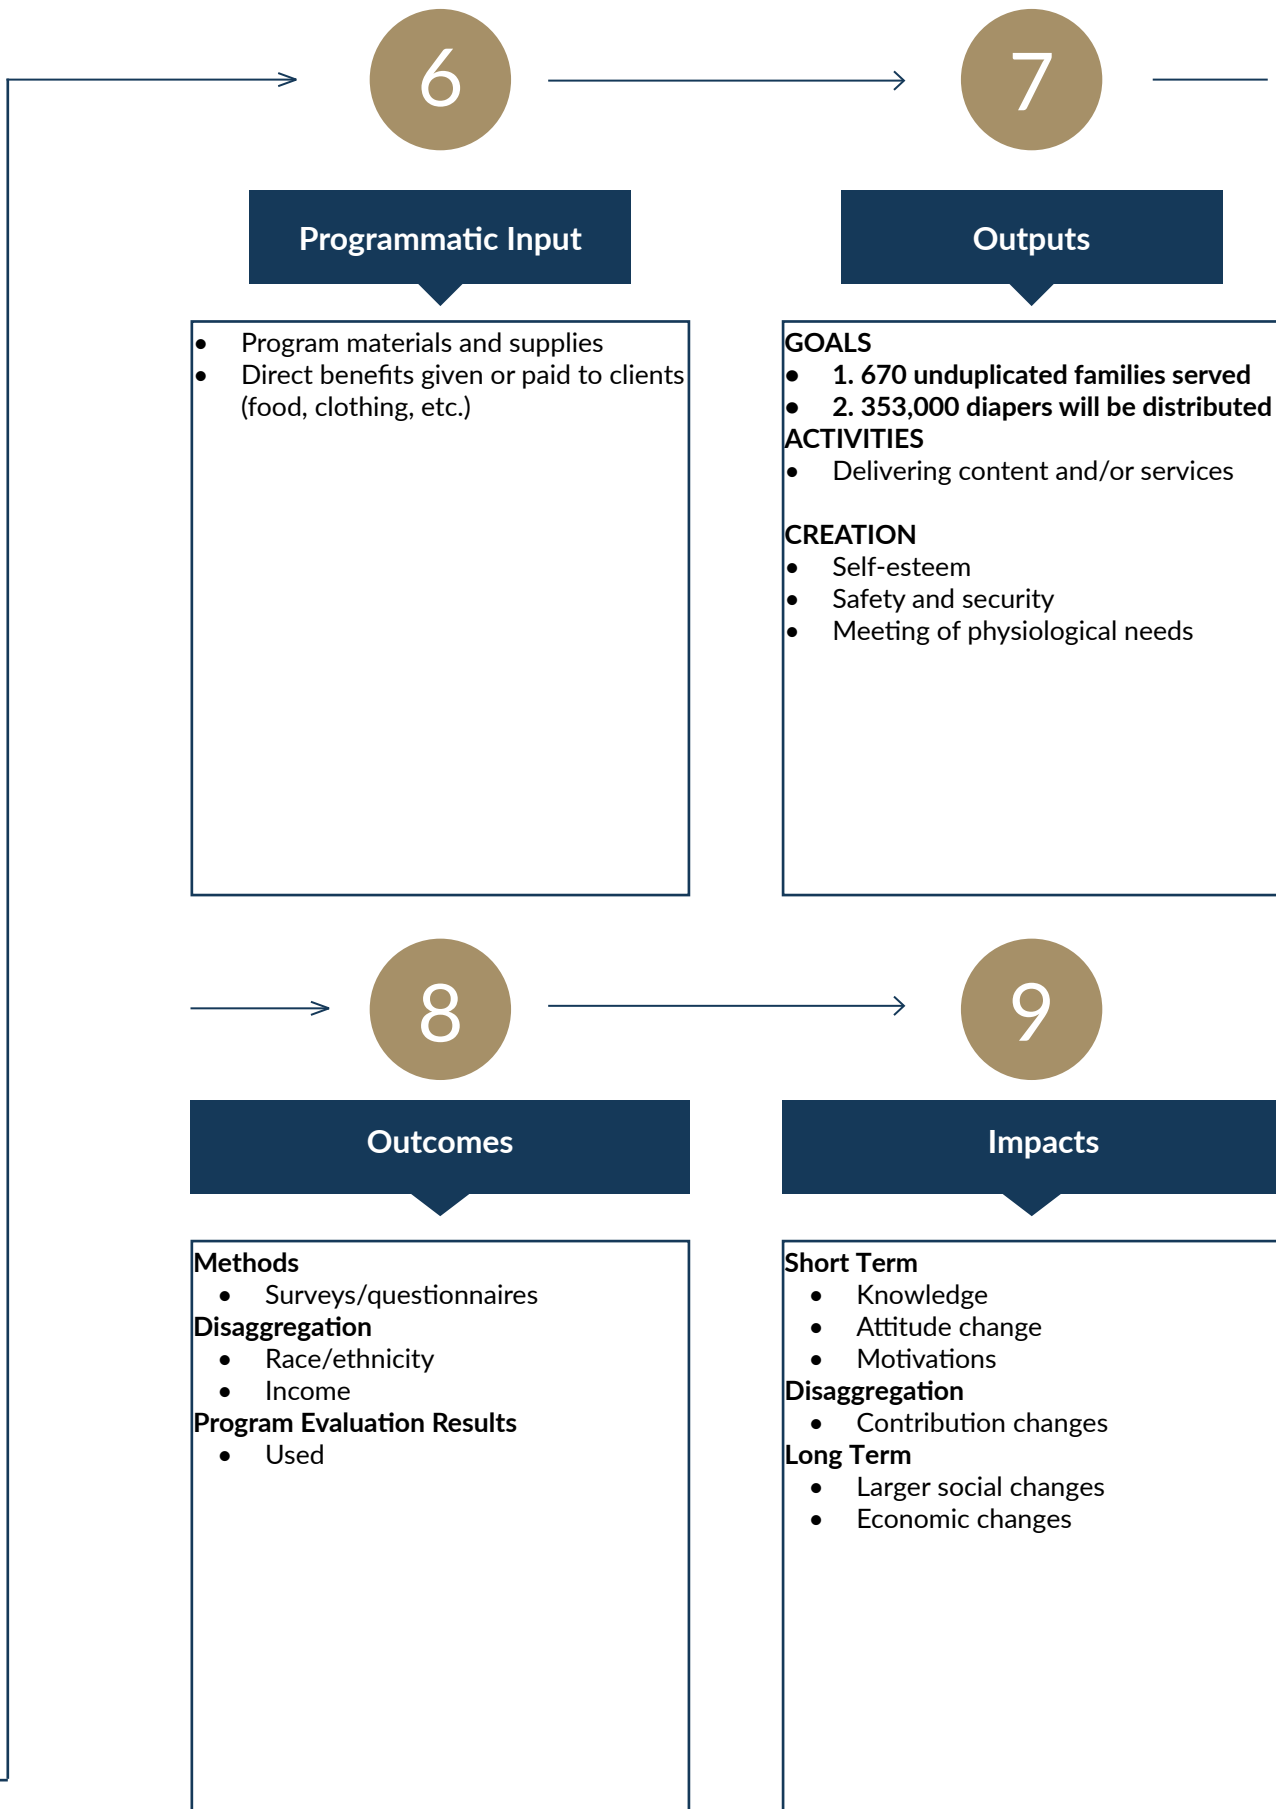 6
7
Programmatic Input
Outputs
• Program materials and supplies
• Direct benefits given or paid to clients
(food, clothing, etc.)
GOALS
• 1. 670 unduplicated families served
• 2. 353,000 diapers will be distributed
ACTIVITIES
• Delivering content and/or services
CREATION
• Self-esteem
• Safety and security
• Meeting of physiological needs
8
9
Outcomes
Impacts
Methods
• Surveys/questionnaires
Disaggregation
• Race/ethnicity
• Income
Program Evaluation Results
• Used
Short Term
• Knowledge
• Attitude change
• Motivations
Disaggregation
• Contribution changes
Long Term
• Larger social changes
• Economic changes